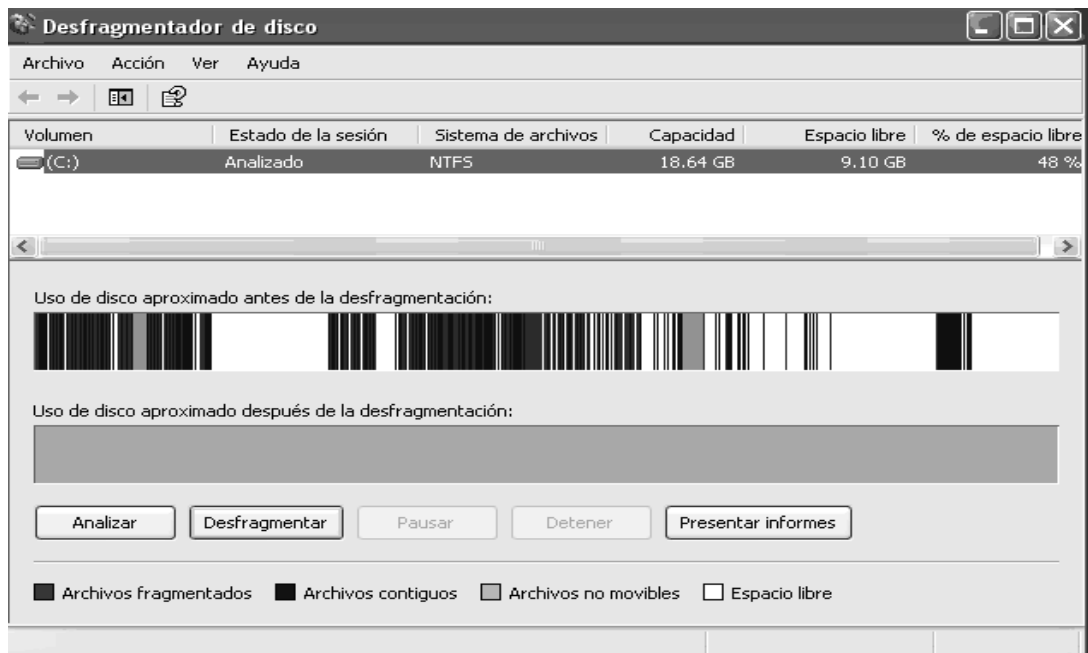 Desfragmentador de disco
Archivo Acción Ver Ayuda
Volumen Estado de la sesión Sistema de archivos Capacidad Espacio libre % de espacio libre
(C:) Analizado NTFS 18.64 GB 9.10 GB 48 %
Uso de disco aproximado antes de la desfragmentación:
Uso de disco aproximado después de la desfragmentación:
Analizar Desfragmentar Pausar Detener Presentar informes
Archivos fragmentados Archivos contiguos Archivos no movibles Espacio libre